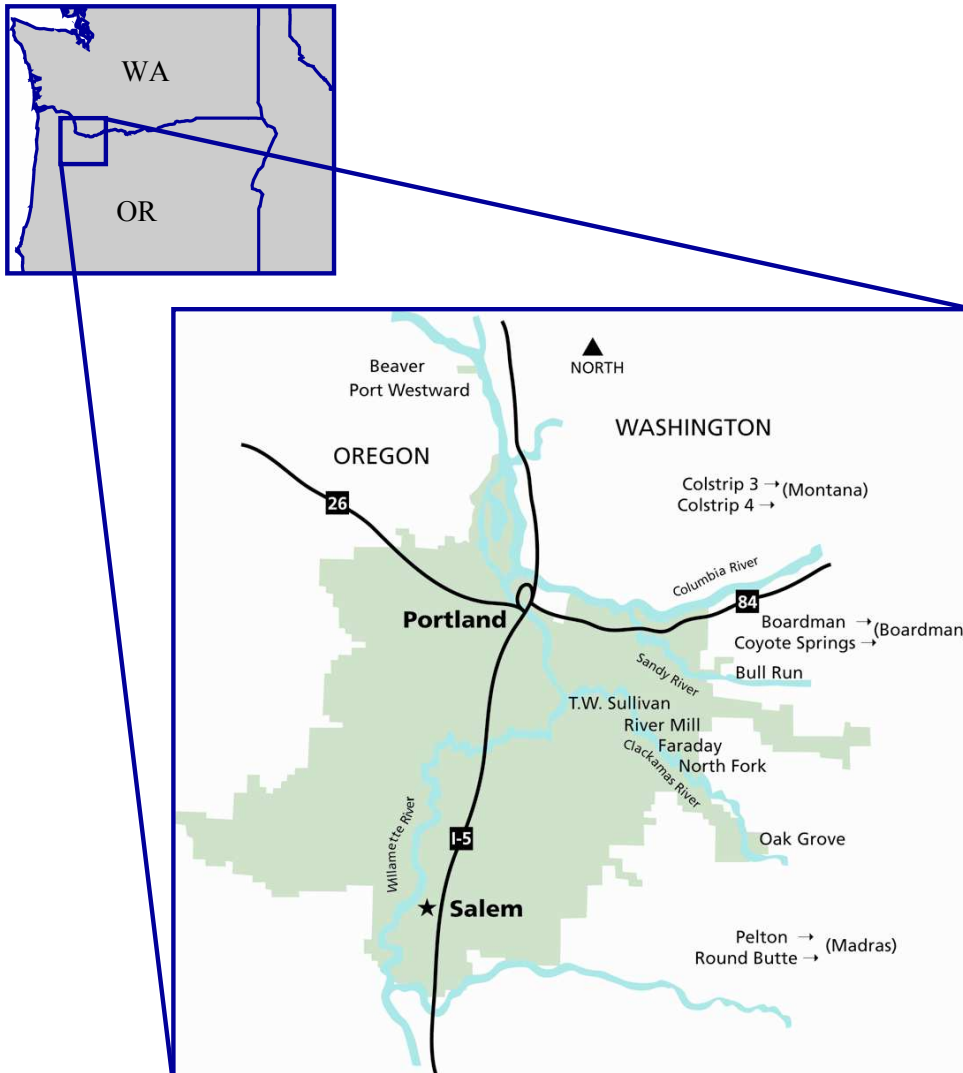 WA
OR
NORTH
Beaver
Port Westward
WASHINGTON
OREGON
Colstrip 3 → (Montana)
Colstrip 4 →
26
Columbia River
84
Portland
Boardman → (Boardman
Coyote Springs →
Sandy River
Bull Run
T.W. Sullivan
River Mill
Faraday
North Fork
Clackamas River
Willamette River
I-5
Oak Grove
Salem
Pelton → (Madras)
Round Butte →